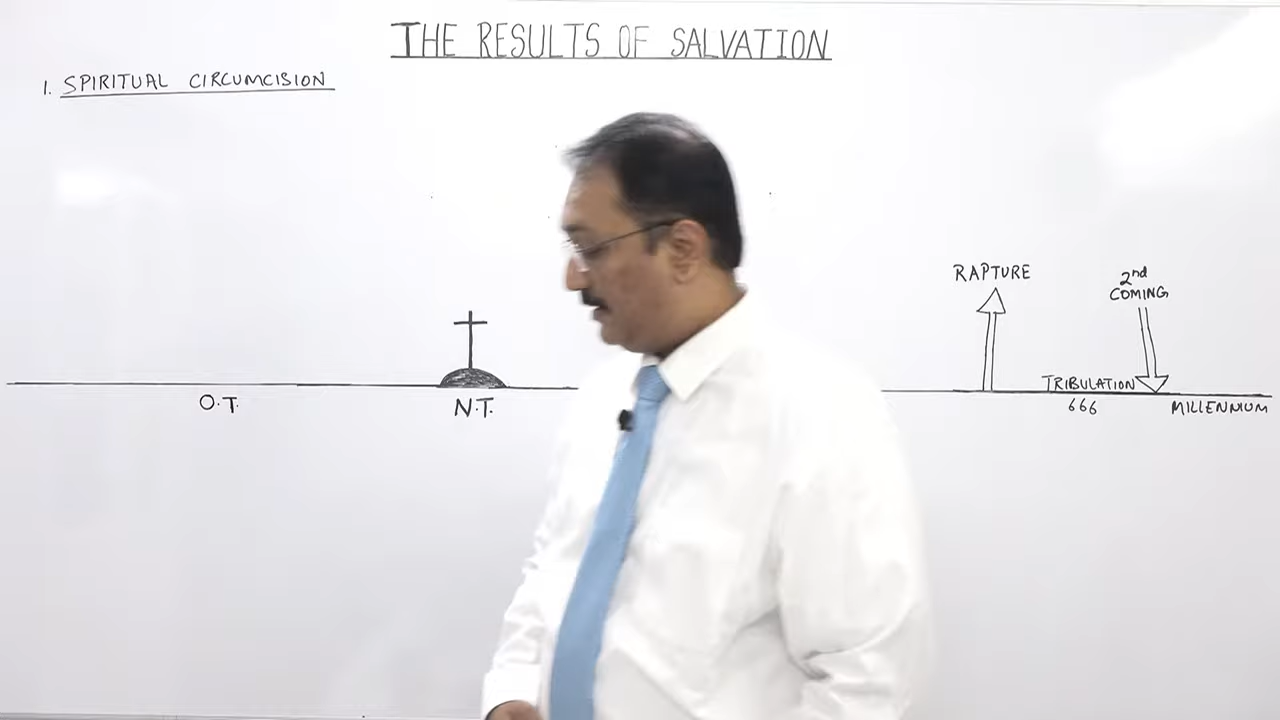 THE RESULTS OF SALVATION
1. SPIRITUAL CIRCUMCISION
RAPTURE
2nd
COMING
TRIBULATION
O.T.
N.T.
666
MILLENNIUM